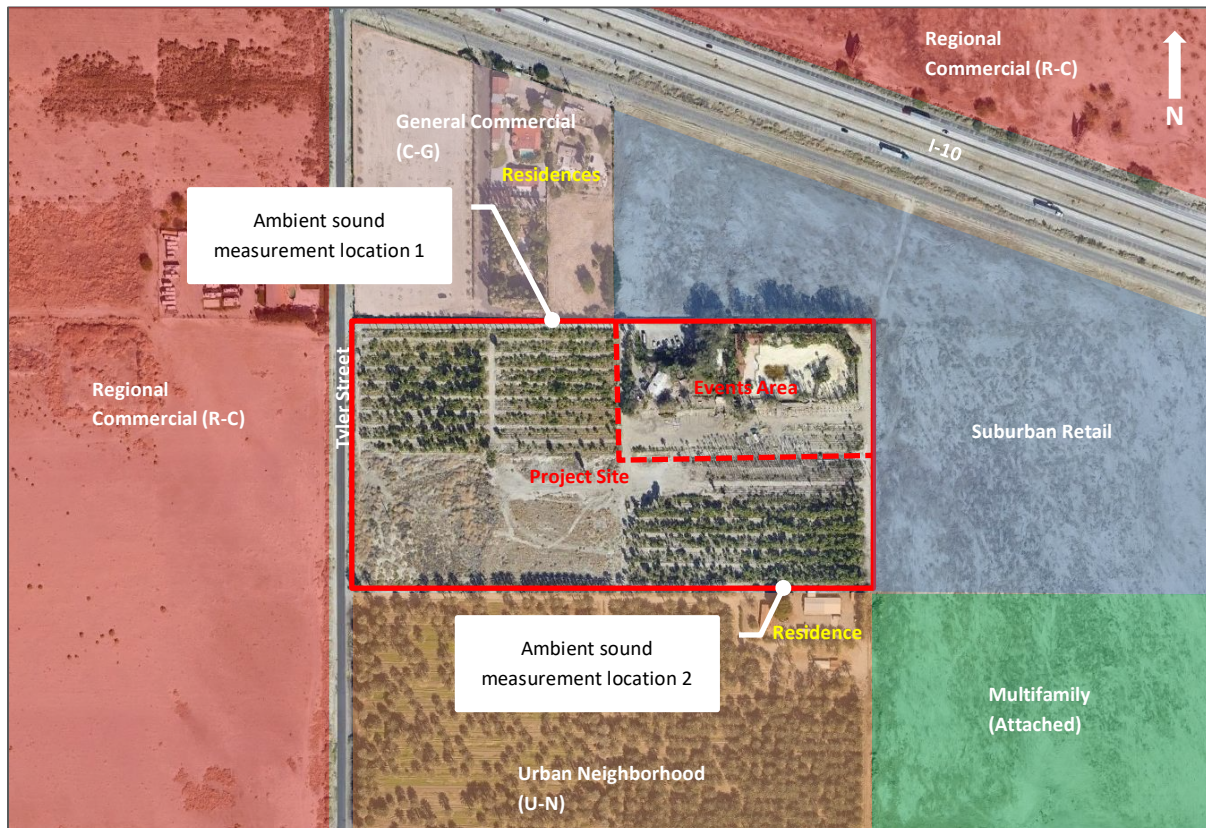 Regional
Commercial (R-C)
N
I-10
General Commercial
(C-G)
Residences
Ambient sound
measurement location 1
Tyler Street
Events Area
Regional
Commercial (R-C)
Suburban Retail
Project Site
Ambient sound
measurement location 2
Residence
Multifamily
(Attached)
Urban Neighborhood
(U-N)